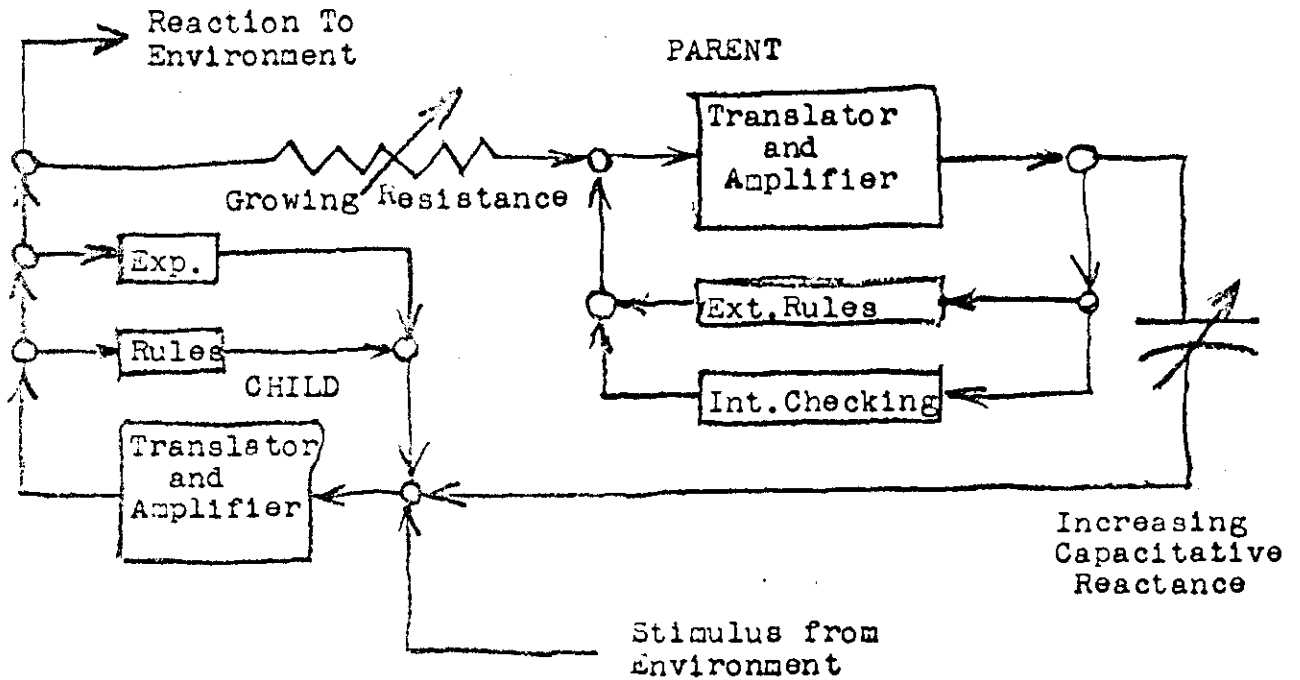 Reaction To
Environment
PARENT
Translator
and
Amplifier
Growing Resistance
Exp.
Ext.Rules
Rules
CHILD
Int.Checking
Translator
and
Amplifier
Increasing
Capacitative
Reactance
Stimulus from
Environment